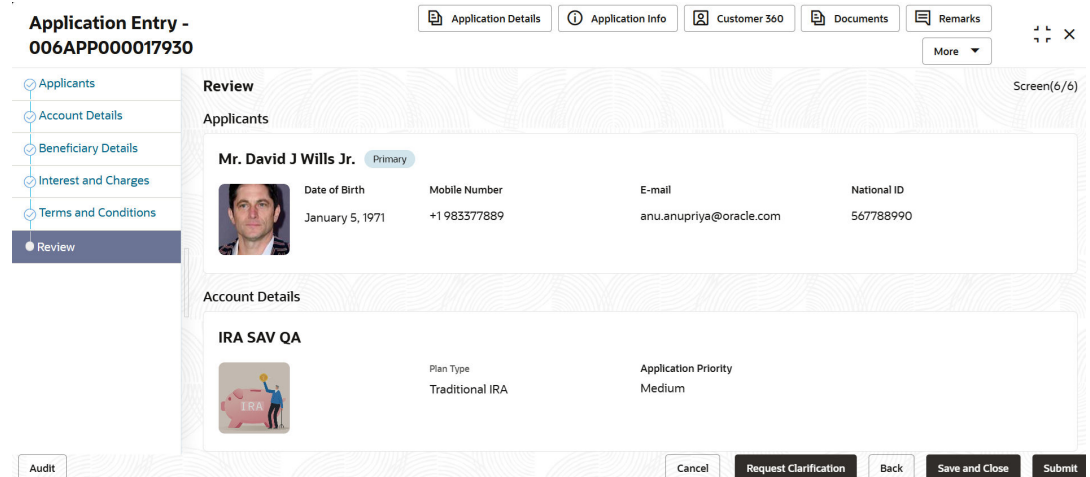 Application Entry -
006APP000017930
Application Details
Application Info
Customer 360
Documents
Remarks
More
Applicants
Account Details
Beneficiary Details
Interest and Charges
Terms and Conditions
Review
Review
Screen(6/6)
Applicants
Mr. David J Wills Jr. Primary
Date of Birth Mobile Number E-mail National ID
January 5, 1971 +1 983377889 anu.anupriya@oracle.com 567788990
Account Details
IRA SAV QA
IRA
Plan Type Application Priority
Traditional IRA Medium
Audit
Cancel
Request Clarification
Back
Save and Close
Submit